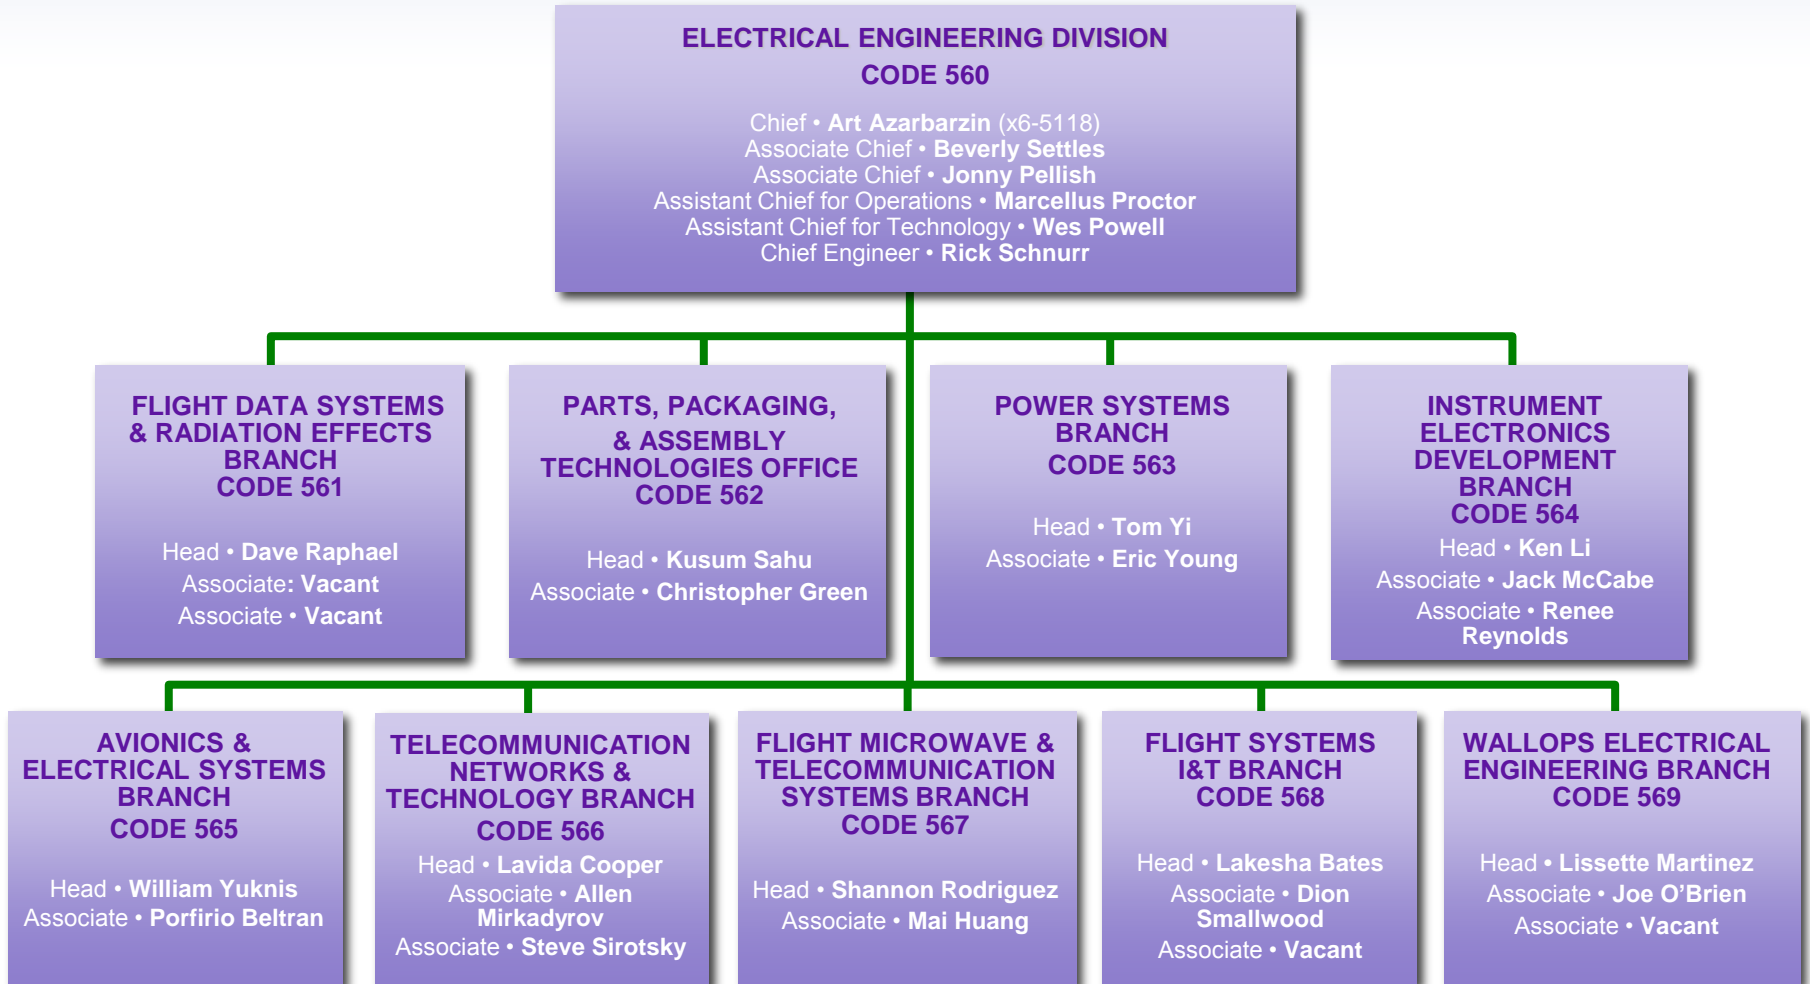 ELECTRICAL ENGINEERING DIVISION
CODE 560
Chief • Art Azarbarzin (x6-5118)
Associate Chief • Beverly Settles
Associate Chief • Jonny Pellish
Assistant Chief for Operations • Marcellus Proctor
Assistant Chief for Technology • Wes Powell
Chief Engineer • Rick Schnurr
FLIGHT DATA SYSTEMS
& RADIATION EFFECTS
BRANCH
CODE 561
Head • Dave Raphael
Associate: Vacant
Associate • Vacant
PARTS, PACKAGING,
& ASSEMBLY
TECHNOLOGIES OFFICE
CODE 562
Head • Kusum Sahu
Associate • Christopher Green
POWER SYSTEMS
BRANCH
CODE 563
Head • Tom Yi
Associate • Eric Young
INSTRUMENT
ELECTRONICS
DEVELOPMENT
BRANCH
CODE 564
Head • Ken Li
Associate • Jack McCabe
Associate • Renee
Reynolds
AVIONICS &
ELECTRICAL SYSTEMS
BRANCH
CODE 565
Head • William Yuknis
Associate • Porfirio Beltran
TELECOMMUNICATION
NETWORKS &
TECHNOLOGY BRANCH
CODE 566
Head • Lavida Cooper
Associate • Allen
Mirkadyrov
Associate • Steve Sirotsky
FLIGHT MICROWAVE &
TELECOMMUNICATION
SYSTEMS BRANCH
CODE 567
Head • Shannon Rodriguez
Associate • Mai Huang
FLIGHT SYSTEMS
I&T BRANCH
CODE 568
Head • Lakesha Bates
Associate • Dion
Smallwood
Associate • Vacant
WALLOPS ELECTRICAL
ENGINEERING BRANCH
CODE 569
Head • Lissette Martinez
Associate • Joe O’Brien
Associate • Vacant